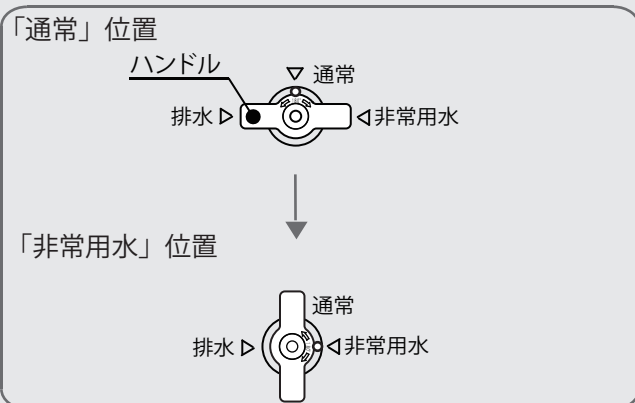 「通常」位置
ハンドル
▽ 通常
排水 ▷
◁ 非常用水
「非常用水」位置
通常
排水 ▷
◁ 非常用水